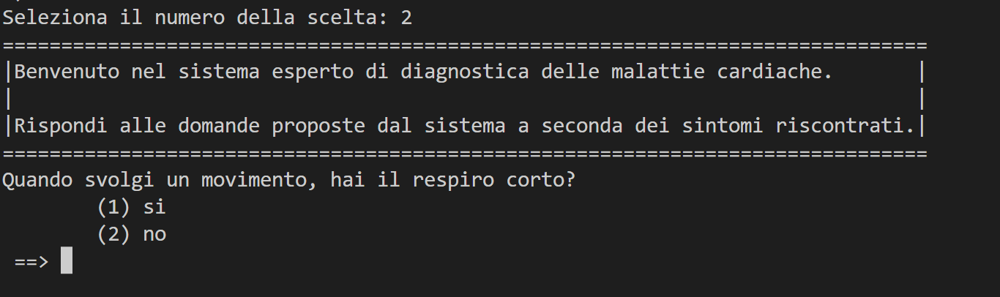 Seleziona il numero della scelta: 2
===============================================================================
|Benvenuto nel sistema esperto di diagnostica delle malattie cardiache.       |
|                                                                             |
|Rispondi alle domande proposte dal sistema a seconda dei sintomi riscontrati.|
===============================================================================
Quando svolgi un movimento, hai il respiro corto?
        (1) si
        (2) no
 ==>